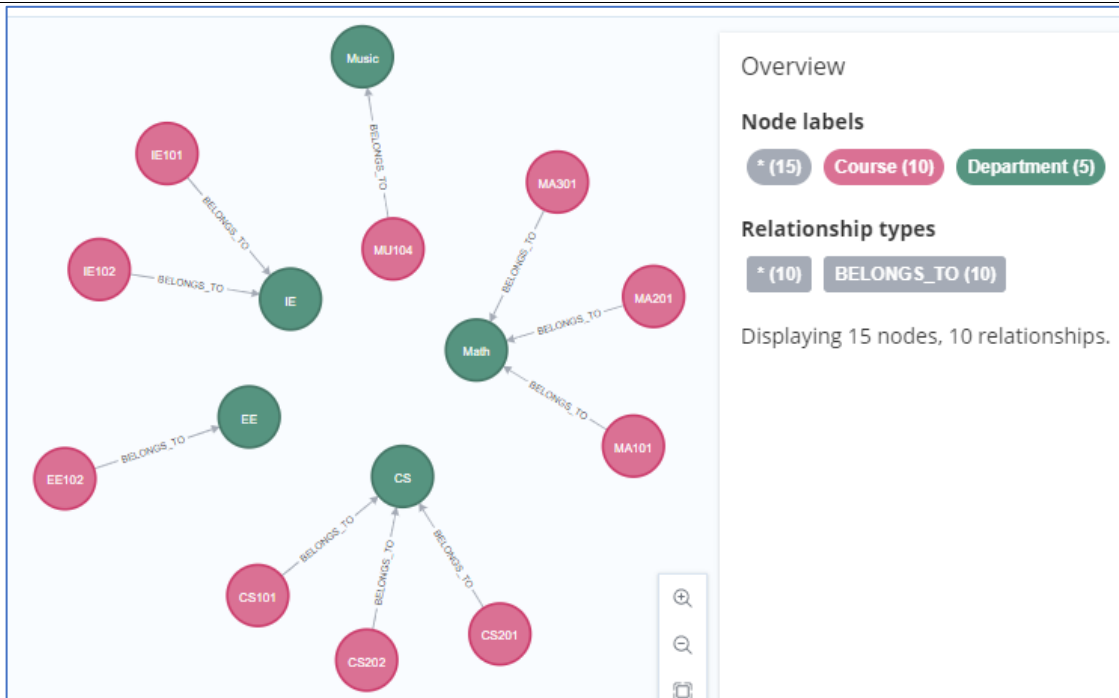 Music
BELONGS_TO
IE101
BELONGS_TO
MU104
MA301
BELONGS_TO
IE102
BELONGS_TO
IE
MA201
BELONGS_TO
Math
BELONGS_TO
MA101
EE
BELONGS_TO
EE102
CS
BELONGS_TO
BELONGS_TO
BELONGS_TO
CS101
CS202
CS201
Overview
Node labels
* (15) Course (10) Department (5)
Relationship types
* (10) BELONGS_TO (10)
Displaying 15 nodes, 10 relationships.